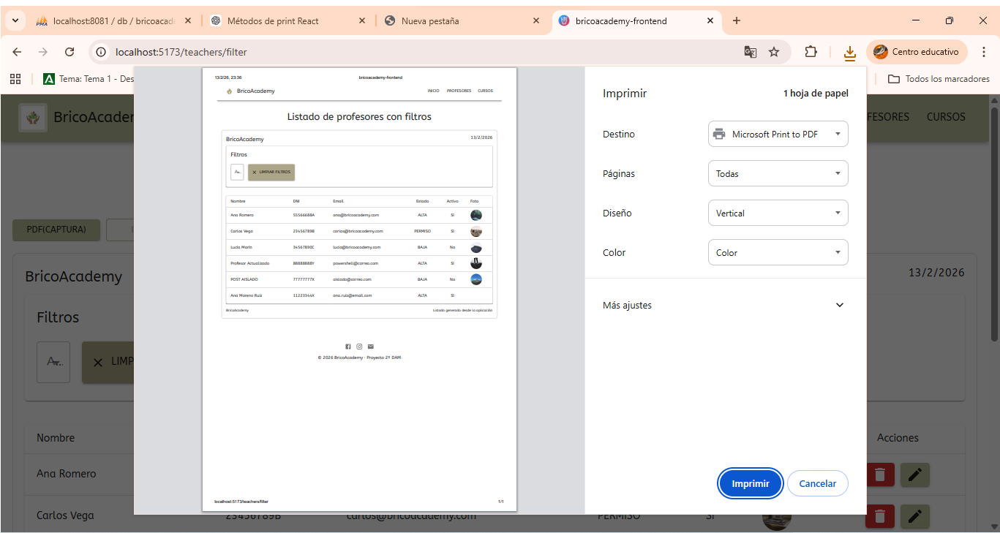 localhost:8081 / db / bricoacade
Métodos de print React
Nueva pestaña
bricoacademy-frontend
localhost:5173/teachers/filter
Centro educativo
Tema: Tema 1 - Des
Todos los marcadores
BricoAcader
FESORES CURSOS
PDF(CAPTURA)
BricoAcademy
13/2/2026
Filtros
A...
LIMP
Nombre
Acciones
Ana Romero
Carlos Vega
23456789B
carlos@bricoacademy.com
PERMISO
SI
13/2/26, 23:36
bricoacademy-frontend
BricoAcademy
INICIO PROFESORES CURSOS
Listado de profesores con filtros
BricoAcademy
13/2/2026
Filtros
A...
LIMPIAR FILTROS
Nombre DNI Email Estado Activo Foto
Ana Romero 55566688A ana@bricoacademy.com ALTA SI
Carlos Vega 23456789B carlos@bricoacademy.com PERMISO SI
Lucía Marín 34567890C lucia@bricoacademy.com BAJA No
Profesor Actualizado 88888888Y powershell@correo.com ALTA SI
POST AISLADO 77777777X aislado@correo.com BAJA No
Ana Moreno Ruiz 11223344X ana.ruiz@email.com ALTA SI
BricoAcademy
Listado generado desde la aplicación
© 2026 BricoAcademy - Proyecto 2º DAM
localhost:5173/teachers/filter
1/1
Imprimir
1 hoja de papel
Destino
Microsoft Print to PDF
Páginas
Todas
Diseño
Vertical
Color
Color
Más ajustes
Imprimir
Cancelar